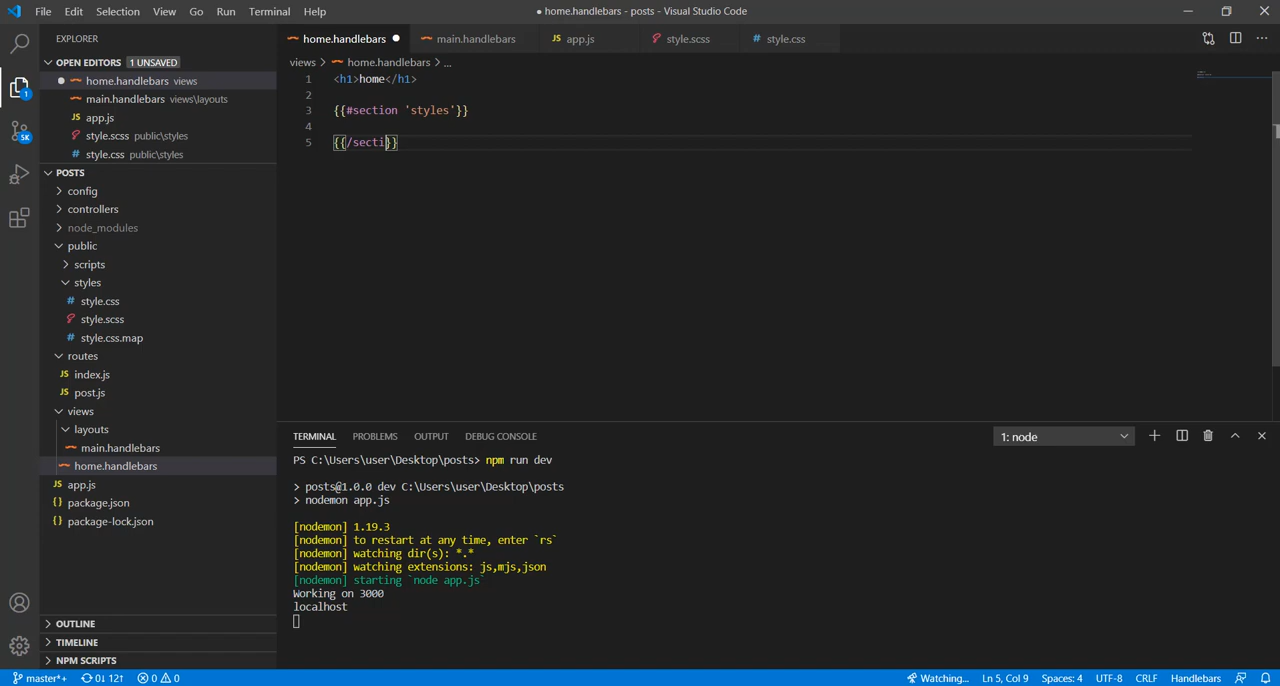 File Edit Selection View Go Run Terminal Help ● home.handlebars - posts - Visual Studio Code
EXPLORER
OPEN EDITORS 1 UNSAVED
home.handlebars views
main.handlebars views\layouts
app.js
style.scss public\styles
style.css public\styles
POSTS
config
controllers
node_modules
public
scripts
styles
style.css
style.scss
style.css.map
routes
index.js
post.js
views
layouts
main.handlebars
home.handlebars
app.js
package.json
package-lock.json
OUTLINE
TIMELINE
NPM SCRIPTS
home.handlebars main.handlebars app.js style.scss style.css
views > home.handlebars > ...
1 <h1>home</h1>
2
3 {{#section 'styles'}}
4
5 {{/secti}}
TERMINAL PROBLEMS OUTPUT DEBUG CONSOLE 1: node
PS C:\Users\user\Desktop\posts> npm run dev
> posts@1.0.0 dev C:\Users\user\Desktop\posts
> nodemon app.js
[nodemon] 1.19.3
[nodemon] to restart at any time, enter `rs`
[nodemon] watching dir(s): *.*
[nodemon] watching extensions: js,mjs,json
[nodemon] starting `node app.js`
Working on 3000
localhost
master*+ 0↓ 12↑ 0 0 Watching... Ln 5, Col 9 Spaces: 4 UTF-8 CRLF Handlebars